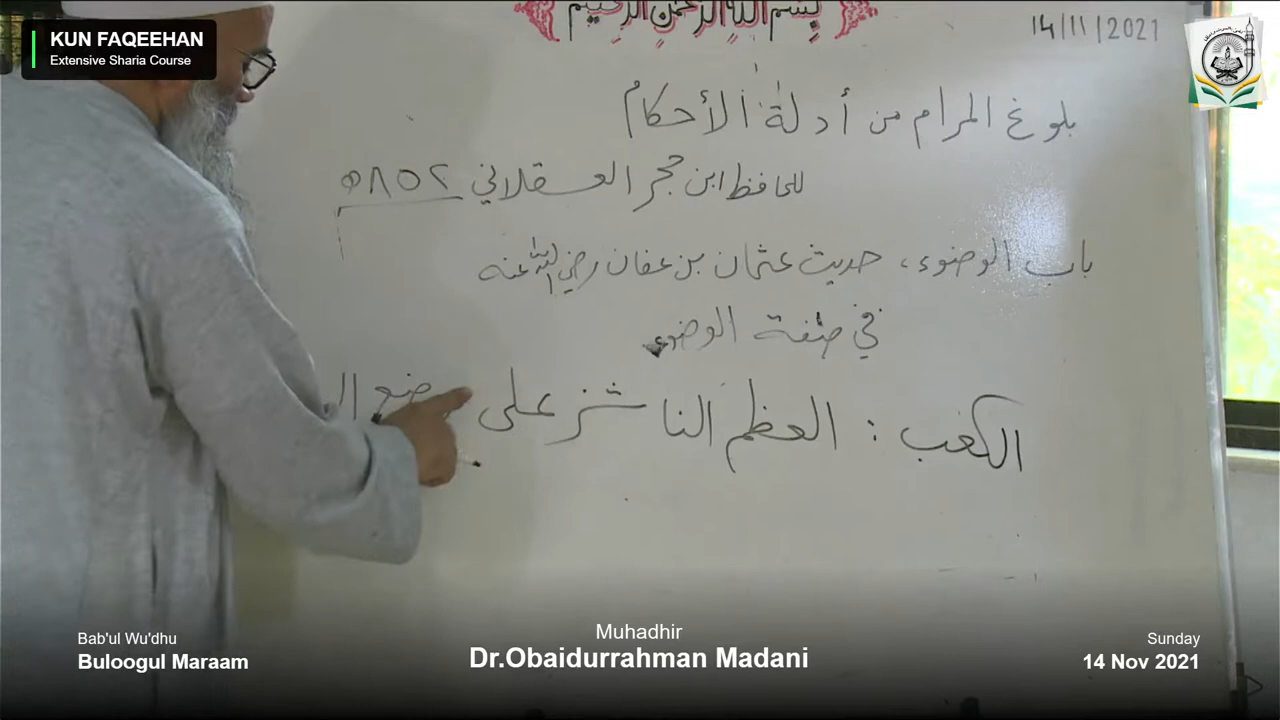 KUN FAQEEHAN
Extensive Sharia Course
بسم الله الرحمن الرحيم
14/11/2021
بلوغ المرام من أدلة الأحكام
للحافظ ابن حجر العسقلاني ٨٥٢ ه
باب الوضوء، حديث عثمان بن عفان رضي الله عنه
في صفة الوضوء
الكعب: العظم الناشز على
Bab'ul Wu'dhu
Buloogul Maraam
Muhadhir
Dr.Obaidurrahman Madani
Sunday
14 Nov 2021